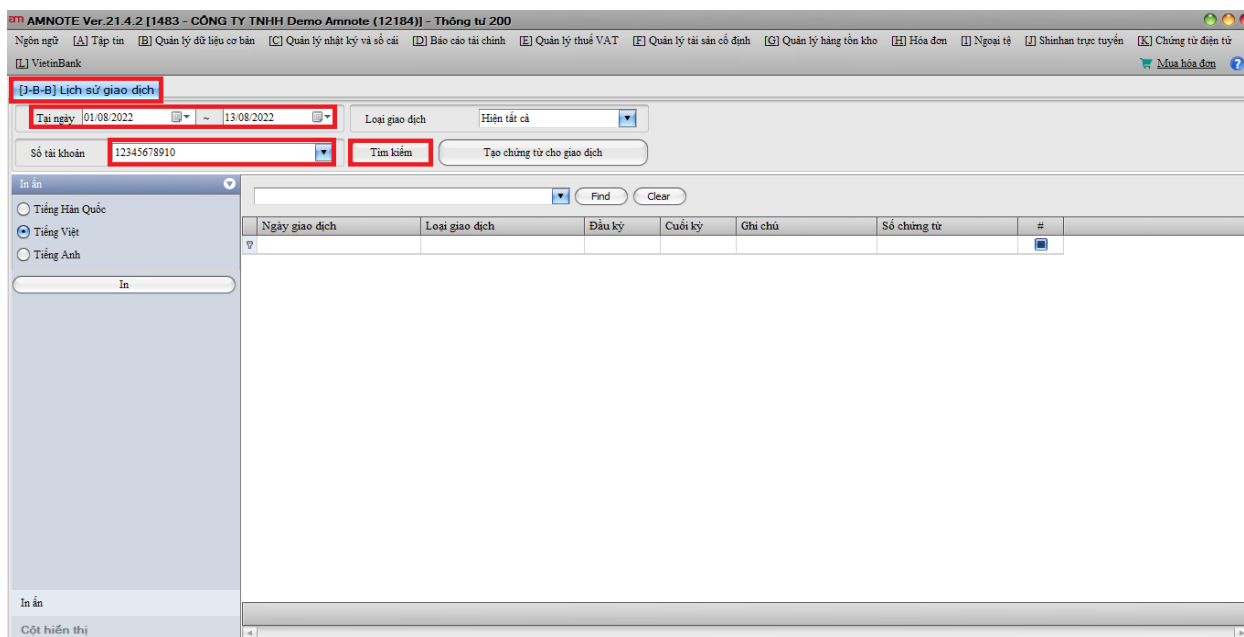 am AMNOTE Ver.21.4.2 [1483 - CÔNG TY TNHH Demo Amnote (12184)] - Thông tư 200
Ngôn ngữ [A] Tập tin [B] Quản lý dữ liệu cơ bản [C] Quản lý nhật ký và sổ cái [D] Báo cáo tài chính [E] Quản lý thuế VAT [F] Quản lý tài sản cố định [G] Quản lý hàng tồn kho [H] Hóa đơn [I] Ngoại tệ [J] Shinhan trực tuyến [K] Chứng từ điện tử
[L] VietinBank Mua hóa đơn ?
[J-B-B] Lịch sử giao dịch
Tại ngày 01/08/2022 ~ 13/08/2022 Loại giao dịch Hiện tất cả
Số tài khoản 12345678910 Tìm kiếm Tạo chứng từ cho giao dịch
In ấn
Find Clear
Tiếng Hàn Quốc
Tiếng Việt
Tiếng Anh
In
Ngày giao dịch Loại giao dịch Đầu kỳ Cuối kỳ Ghi chú Số chứng từ #
In ấn
Cột hiển thị